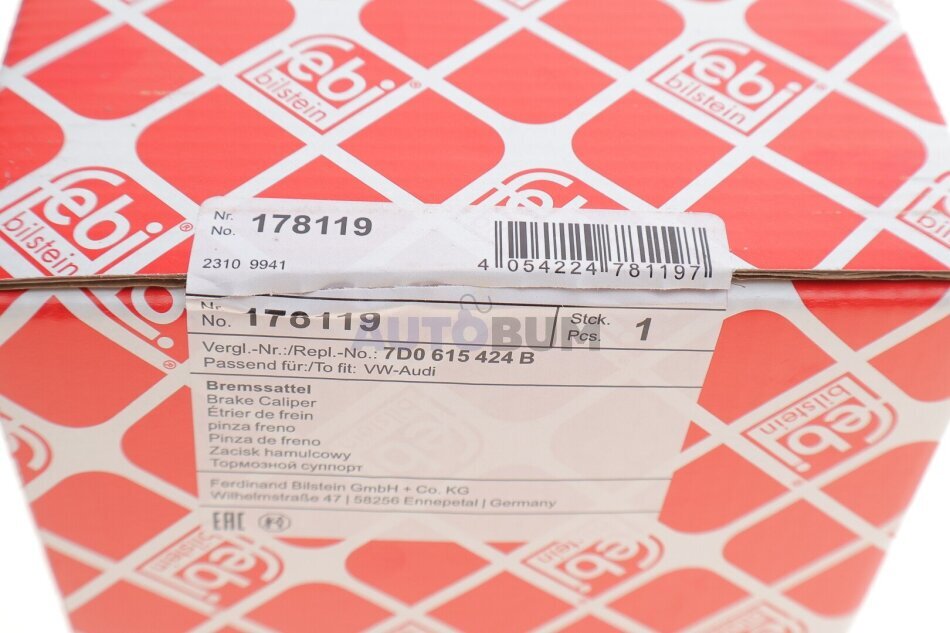 febi
bilstein
febi
bilstein
febi
bilstein
Nr.
No. 178119
2310 9941
4 054224 781197
Nr.
No. 178119
Stck.
Pcs. 1
AUTOBUM
Vergl.-Nr.:/Repl.-No.: 7D0 615 424 B
Passend für:/To fit: VW-Audi
Bremssattel
Brake Caliper
Étrier de frein
pinza freno
Pinza de freno
Zacisk hamulcowy
Тормозной суппорт
Ferdinand Bilstein GmbH + Co. KG
Wilhelmstraße 47 | 58256 Ennepetal | Germany
EAC
febi
bilstein
febi
bilstein
febi
bilstein
febi
bilstein